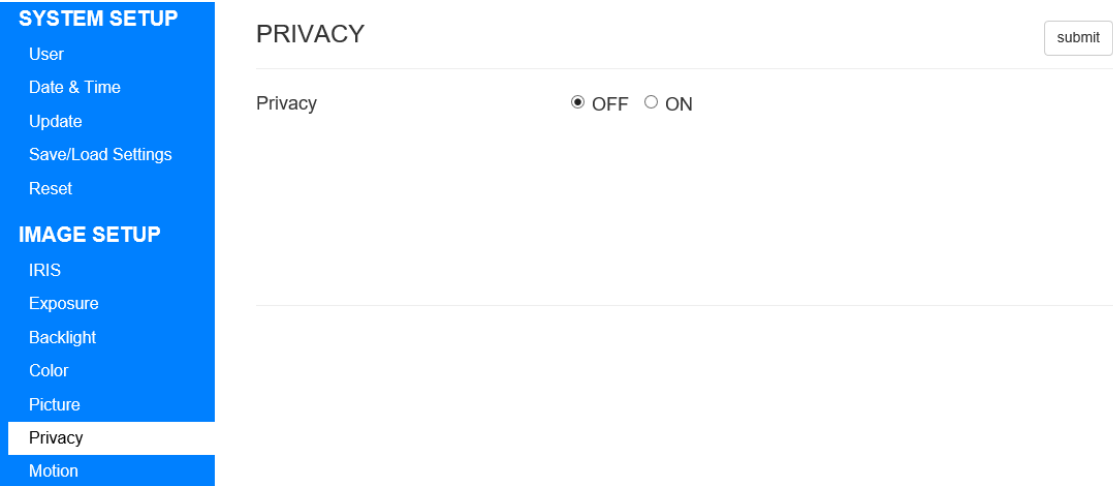 SYSTEM SETUP
User
Date & Time
Update
Save/Load Settings
Reset
IMAGE SETUP
IRIS
Exposure
Backlight
Color
Picture
Privacy
Motion
PRIVACY
submit
Privacy OFF ON